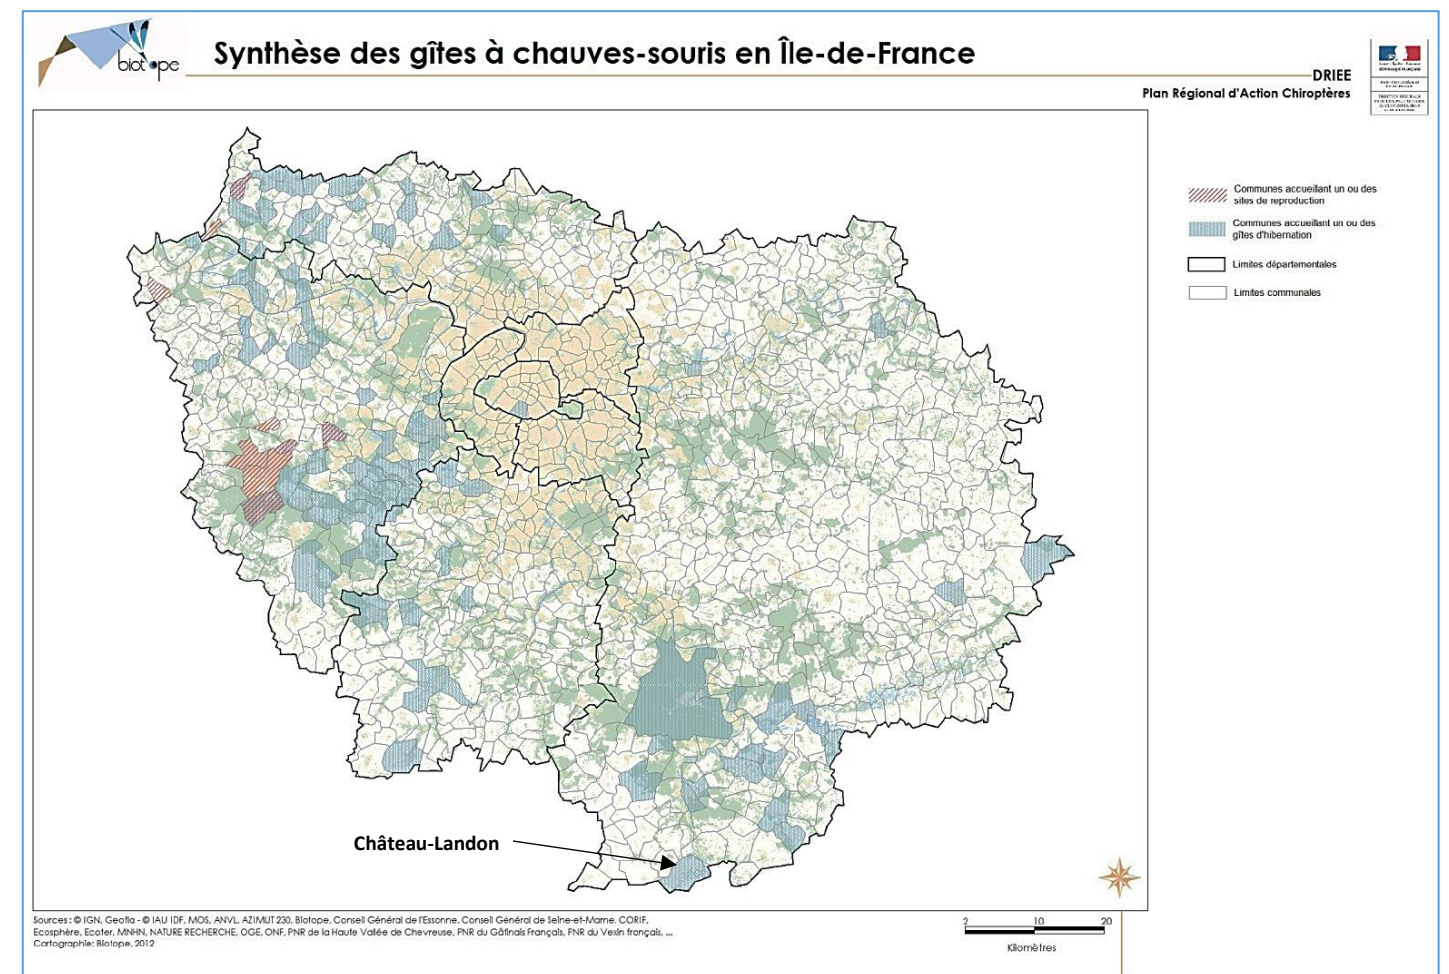 biotope
Synthèse des gîtes à chauves-souris en Île-de-France
DRIEE
Plan Régional d'Action Chiroptères
Communes accueillant un ou des
sites de reproduction
Communes accueillant un ou des
gîtes d'hibernation
Limites départementales
Limites communales
Château-Landon
Sources : © IGN, Geofla - © IAU IDF, MOS, ANVL, AZIMUT 230, Biotope, Conseil Général de l'Essonne, Conseil Général de Seine-et-Marne, CORIF,
Ecosphère, Ecoter, MNHN, NATURE RECHERCHE, OGE, ONF, PNR de la Haute Vallée de Chevreuse, PNR du Gâtinais Français, PNR du Vexin français, ...
Cartographie: Biotope, 2012
2 10 20
Kilomètres